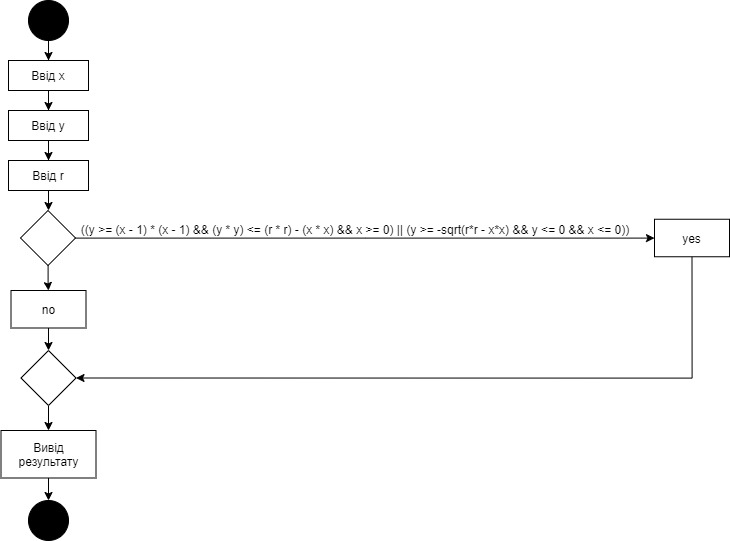 Ввід x
Ввід y
Ввід r
((y >= (x - 1) * (x - 1) && (y * y) <= (r * r) - (x * x) && x >= 0) || (y >= -sqrt(r*r - x*x) && y <= 0 && x <= 0))
yes
no
Вивід
результату